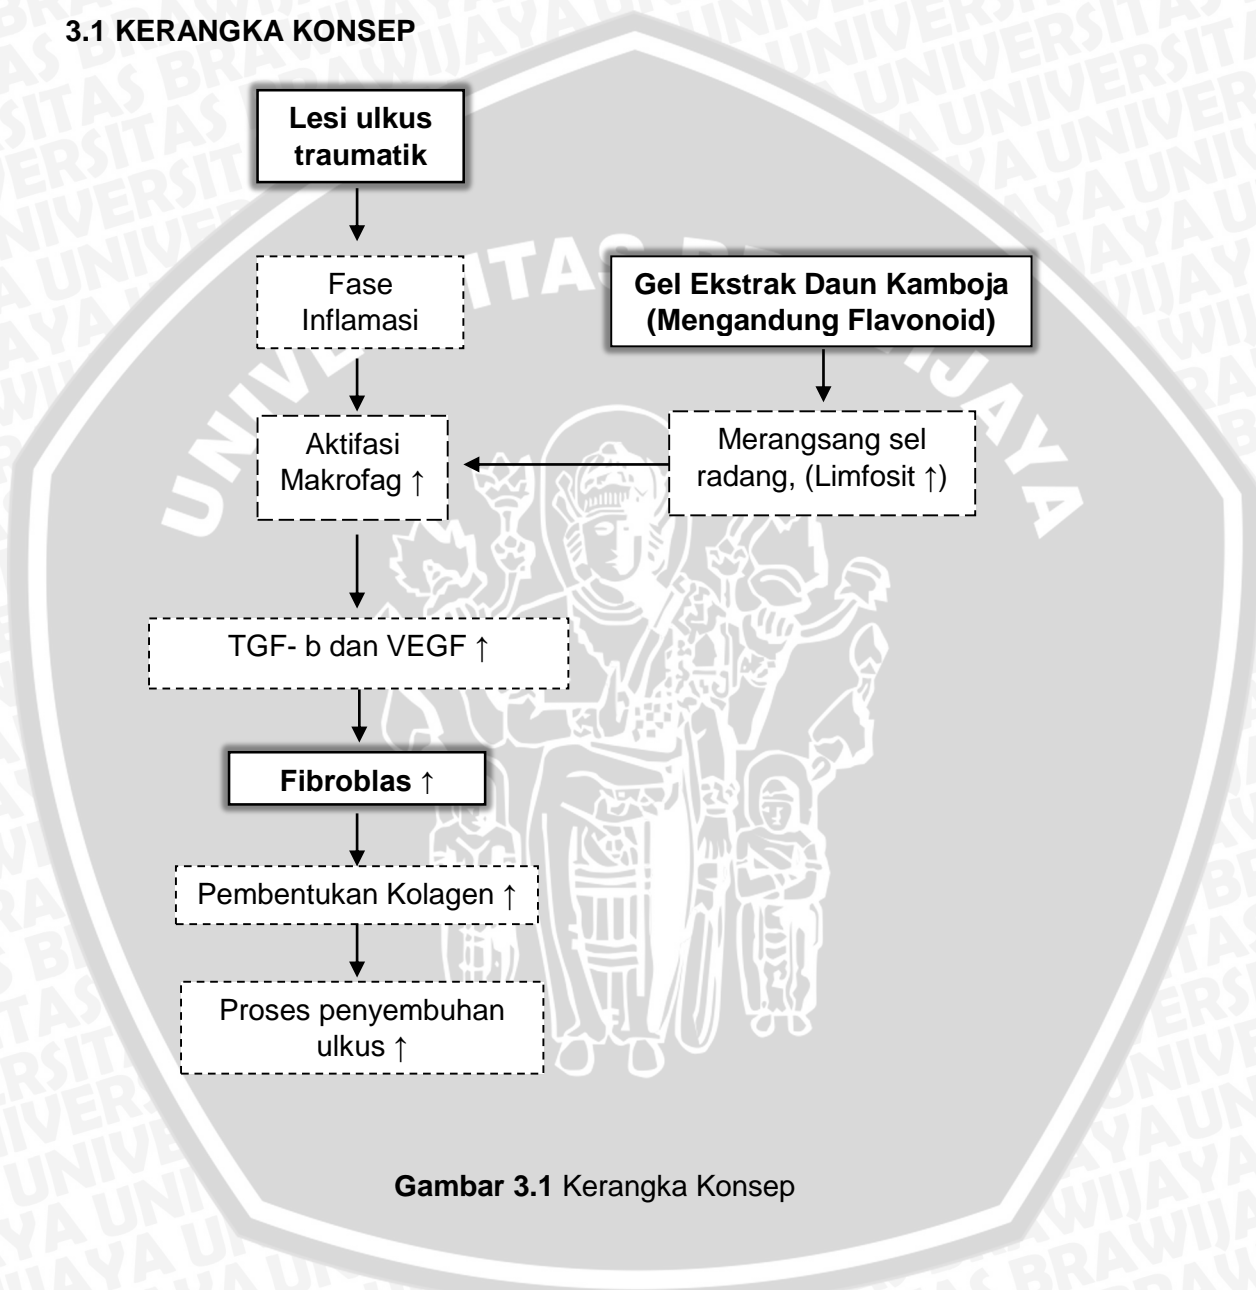 3.1 KERANGKA KONSEP
Lesi ulkus
traumatik
Fase
Inflamasi
Gel Ekstrak Daun Kamboja
(Mengandung Flavonoid)
Aktifasi
Makrofag ↑
Merangsang sel
radang, (Limfosit ↑)
TGF- b dan VEGF ↑
Fibroblas ↑
Pembentukan Kolagen ↑
Proses penyembuhan
ulkus ↑
Gambar 3.1 Kerangka Konsep